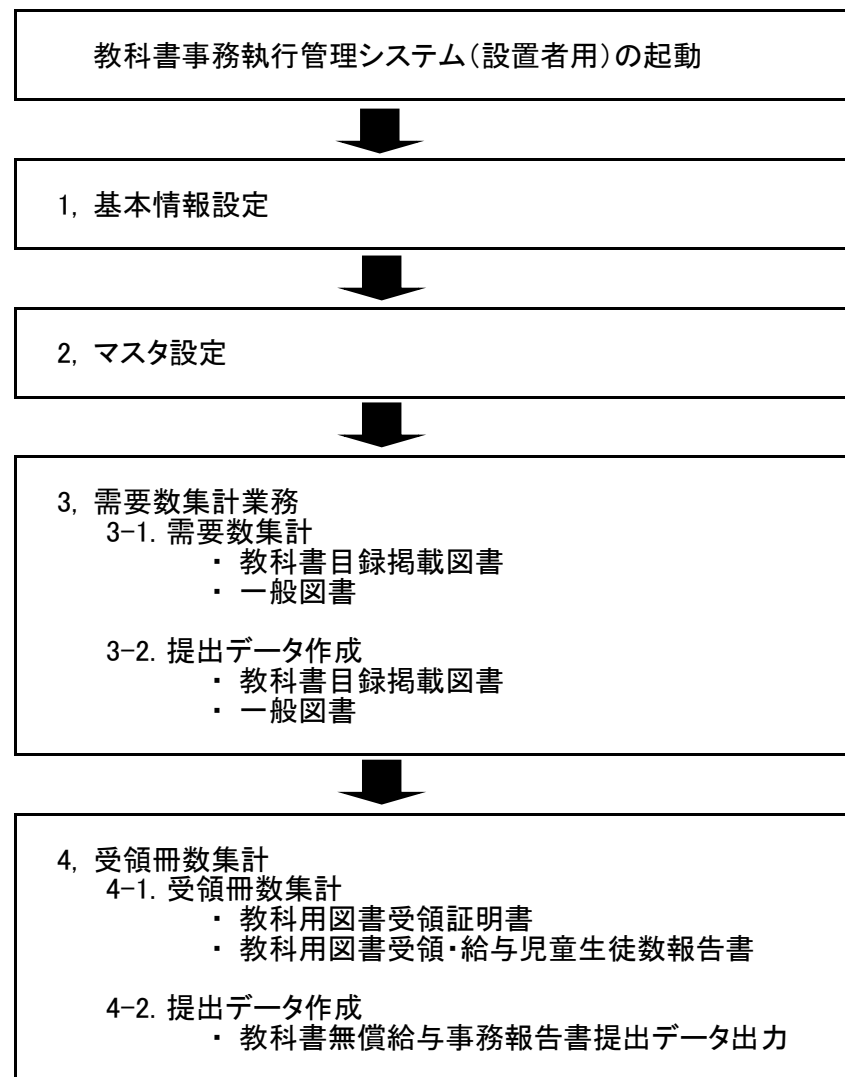 教科書事務執行管理システム（設置者用）の起動
1, 基本情報設定
2, マスタ設定
3, 需要数集計業務
3-1. 需要数集計
・ 教科書目録掲載図書
・ 一般図書
3-2. 提出データ作成
・ 教科書目録掲載図書
・ 一般図書
4, 受領冊数集計
4-1. 受領冊数集計
・ 教科用図書受領証明書
・ 教科用図書受領・給与児童生徒数報告書
4-2. 提出データ作成
・ 教科書無償給与事務報告書提出データ出力